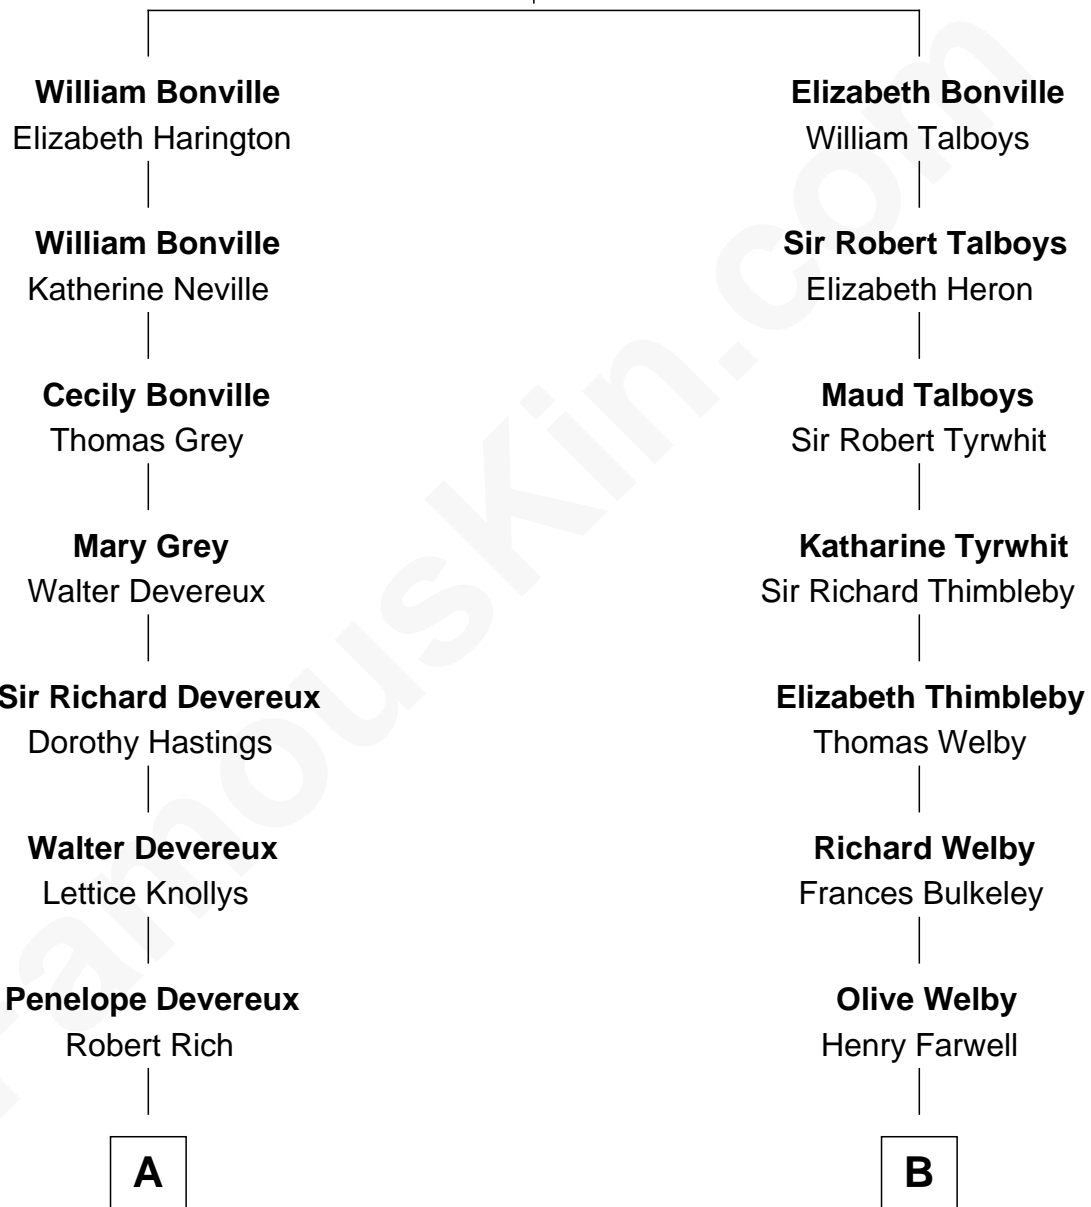 William Bonville
Elizabeth Harington
William Bonville
Katherine Neville
Cecily Bonville
Thomas Grey
Mary Grey
Walter Devereux
Sir Richard Devereux
Dorothy Hastings
Walter Devereux
Lettice Knollys
Penelope Devereux
Robert Rich
A
Elizabeth Bonville
William Talboys
Sir Robert Talboys
Elizabeth Heron
Maud Talboys
Sir Robert Tyrwhit
Katharine Tyrwhit
Sir Richard Thimbleby
Elizabeth Thimbleby
Thomas Welby
Richard Welby
Frances Bulkeley
Olive Welby
Henry Farwell
B
FamousKin.com